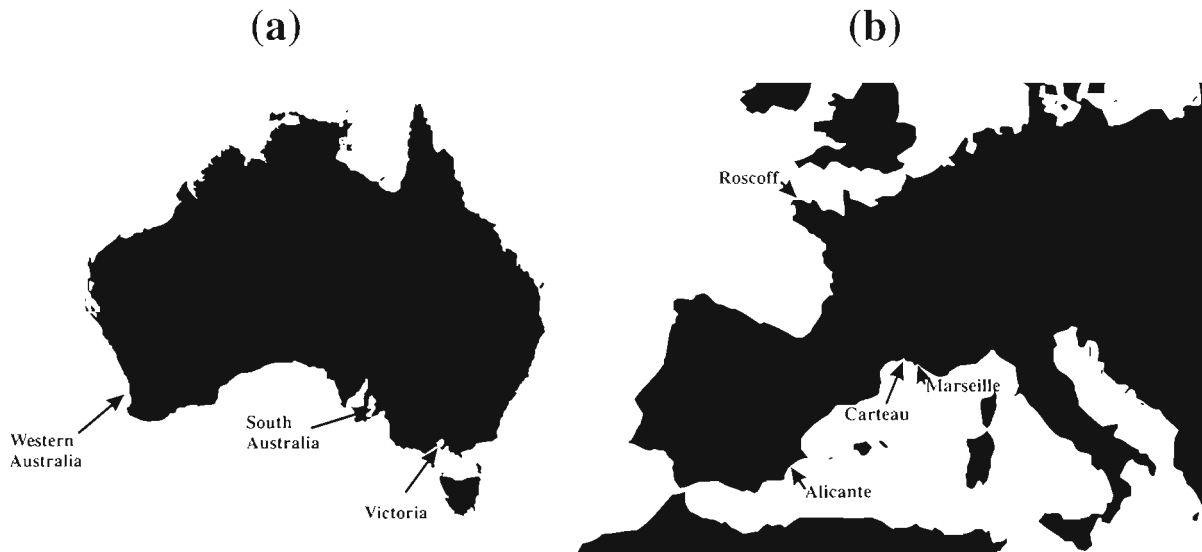 (a)
Western
Australia
South
Australia
Victoria
(b)
Roscoff
Marseille
Carteau
Alicante